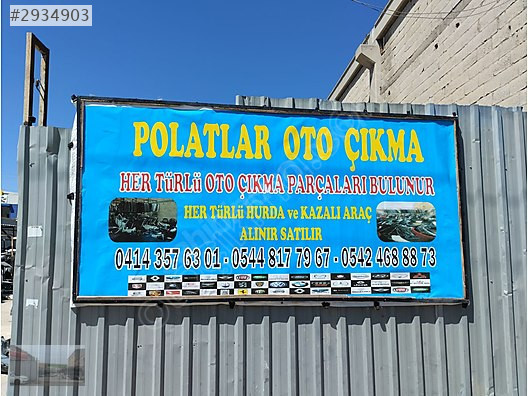 #2934903
POLATLAR OTO ÇIKMA
HER TÜRLÜ OTO ÇIKMA PARÇALARI BULUNUR
HER TÜRLÜ HURDA ve KAZALI ARAÇ
ALINIR SATILIR
0414 357 63 01 - 0544 817 79 67 - 0542 468 88 73